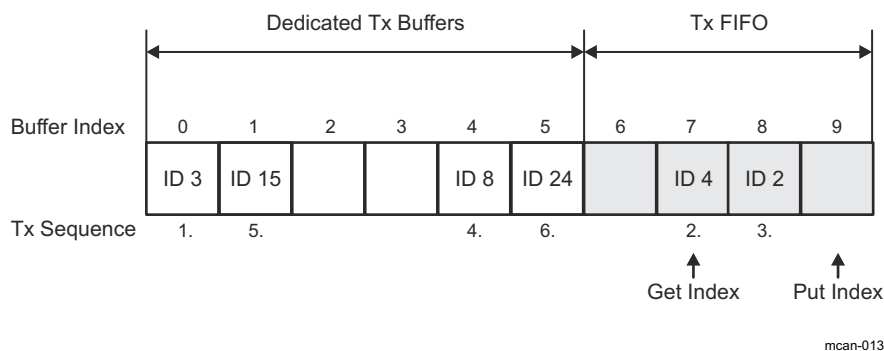 Dedicated Tx Buffers Tx FIFO
Buffer Index 0 1 2 3 4 5 6 7 8 9
ID 3 ID 15 ID 8 ID 24 ID 4 ID 2
Tx Sequence 1. 5. 4. 6. 2. 3.
Get Index Put Index
mcan-013